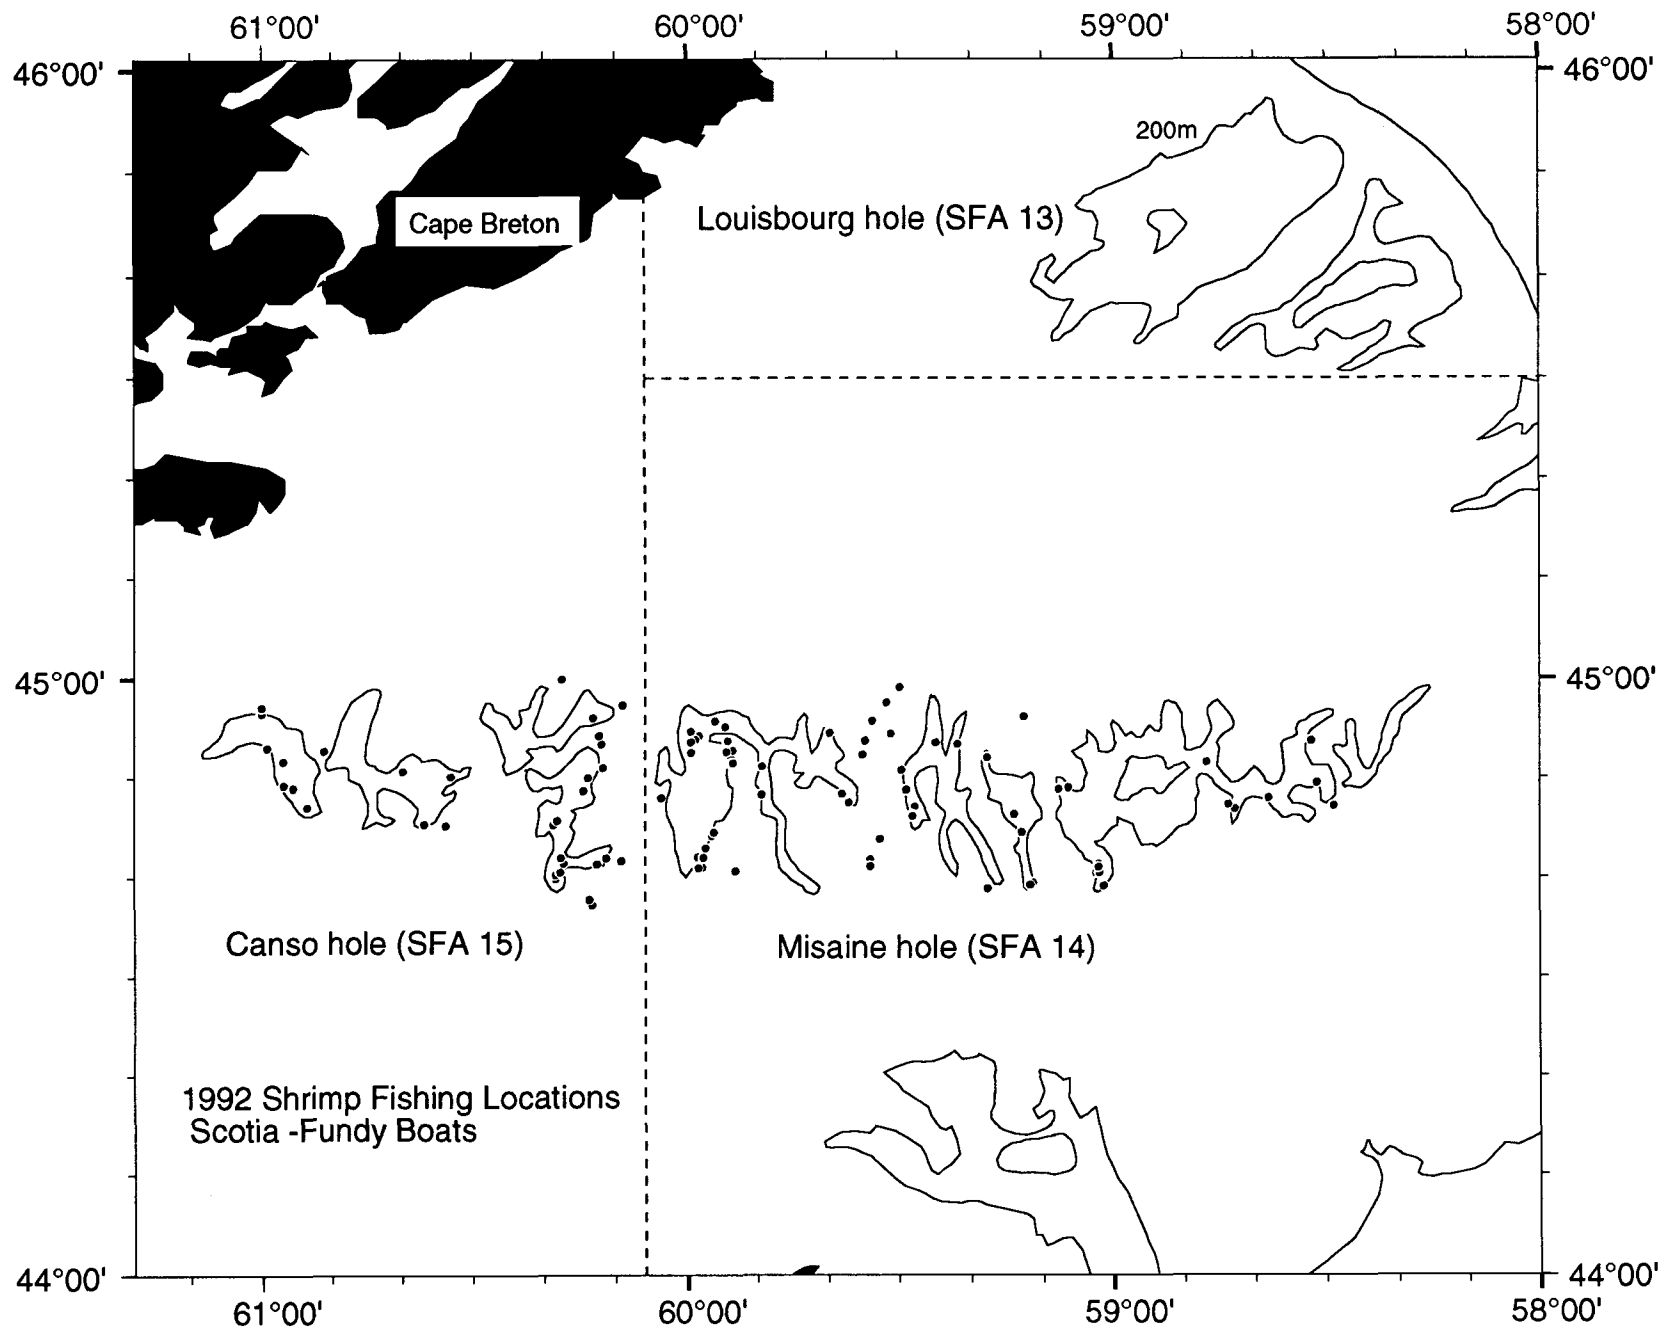 61°00' 60°00' 59°00' 58°00'
46°00' 46°00'
200m
Cape Breton
Louisbourg hole (SFA 13)
45°00' 45°00'
Canso hole (SFA 15)
Misaine hole (SFA 14)
1992 Shrimp Fishing Locations
Scotia -Fundy Boats
44°00' 44°00'
61°00' 60°00' 59°00' 58°00'